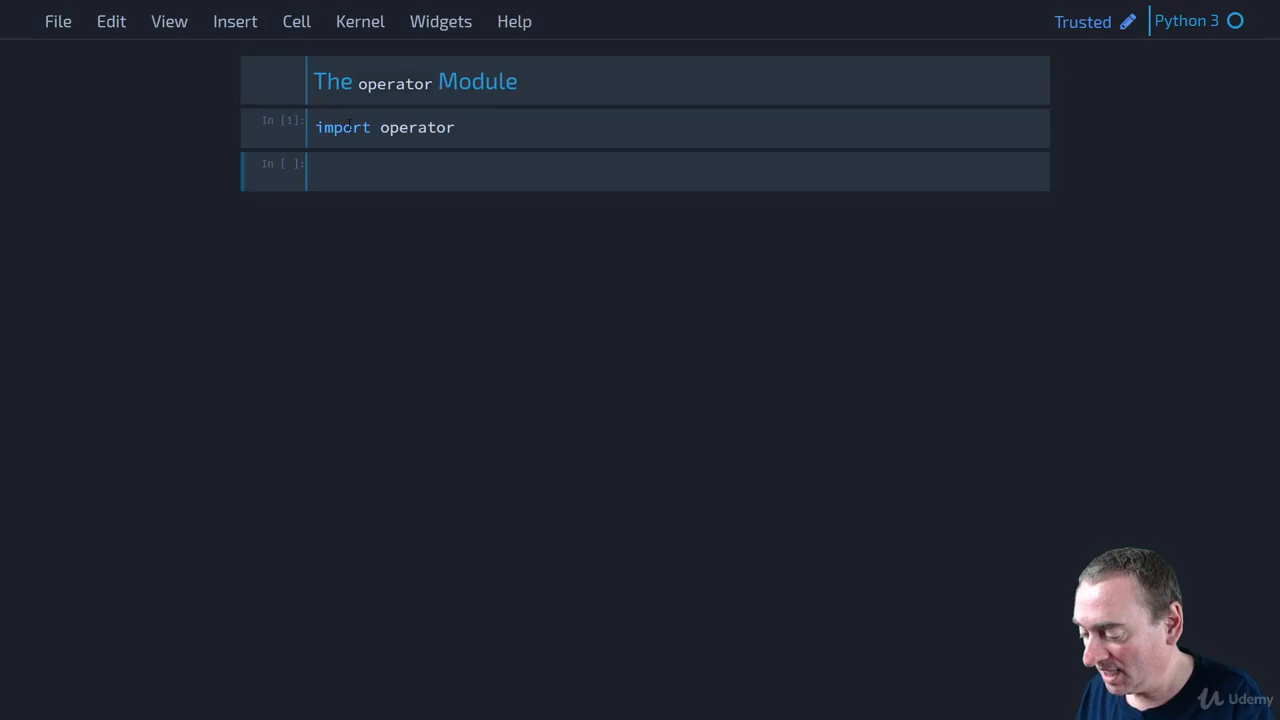 File Edit View Insert Cell Kernel Widgets Help Trusted Python 3
The operator Module
In [1]: import operator
In [ ]:
Udemy